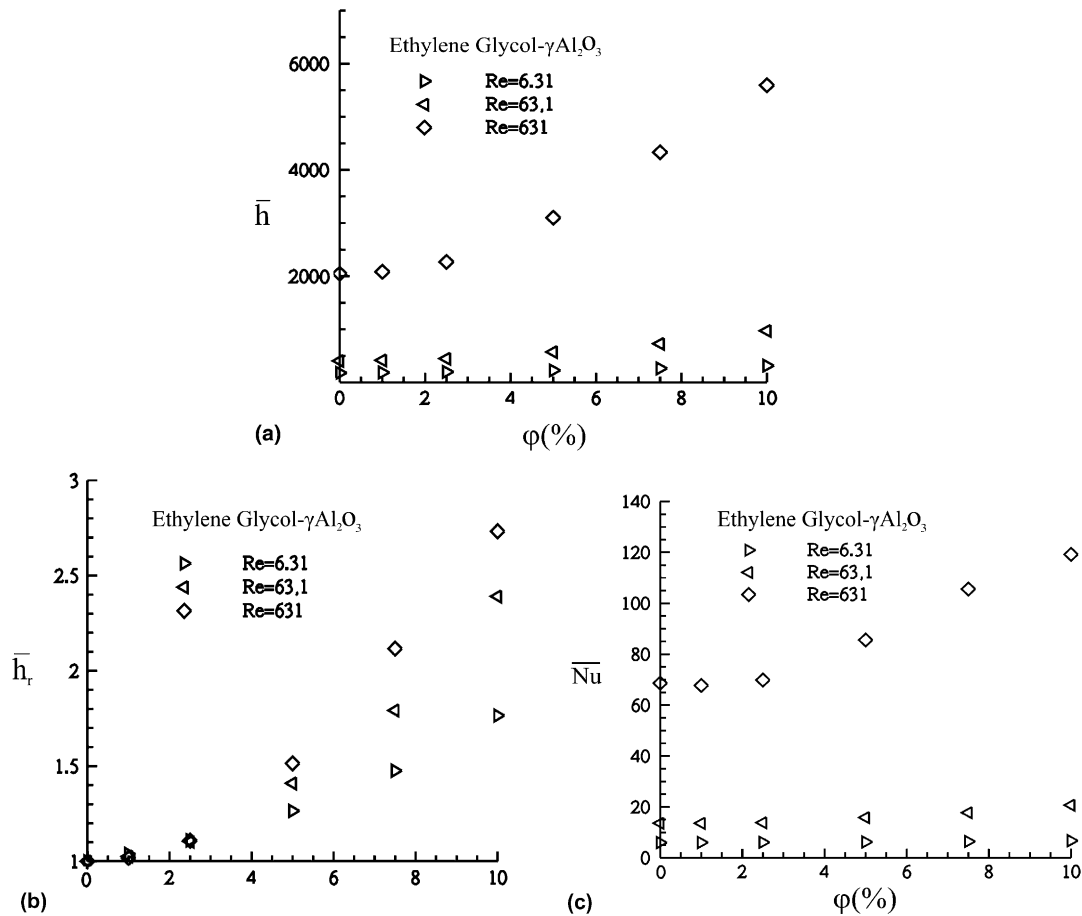 Ethylene Glycol-γAl₂O₃
Re=6.31
Re=63,1
Re=631
6000
4000
2000
h̅
0 2 4 6 8 10
φ(%)
(a)
3
2.5
2
1.5
1
Ethylene Glycol-γAl₂O₃
Re=6.31
Re=63,1
Re=631
h̅ᵣ
0 2 4 6 8 10
(b)
140
120
100
80
60
40
20
0
Ethylene Glycol-γAl₂O₃
Re=6.31
Re=63,1
Re=631
N̅u̅
0 2 4 6 8 10
φ(%)
(c)